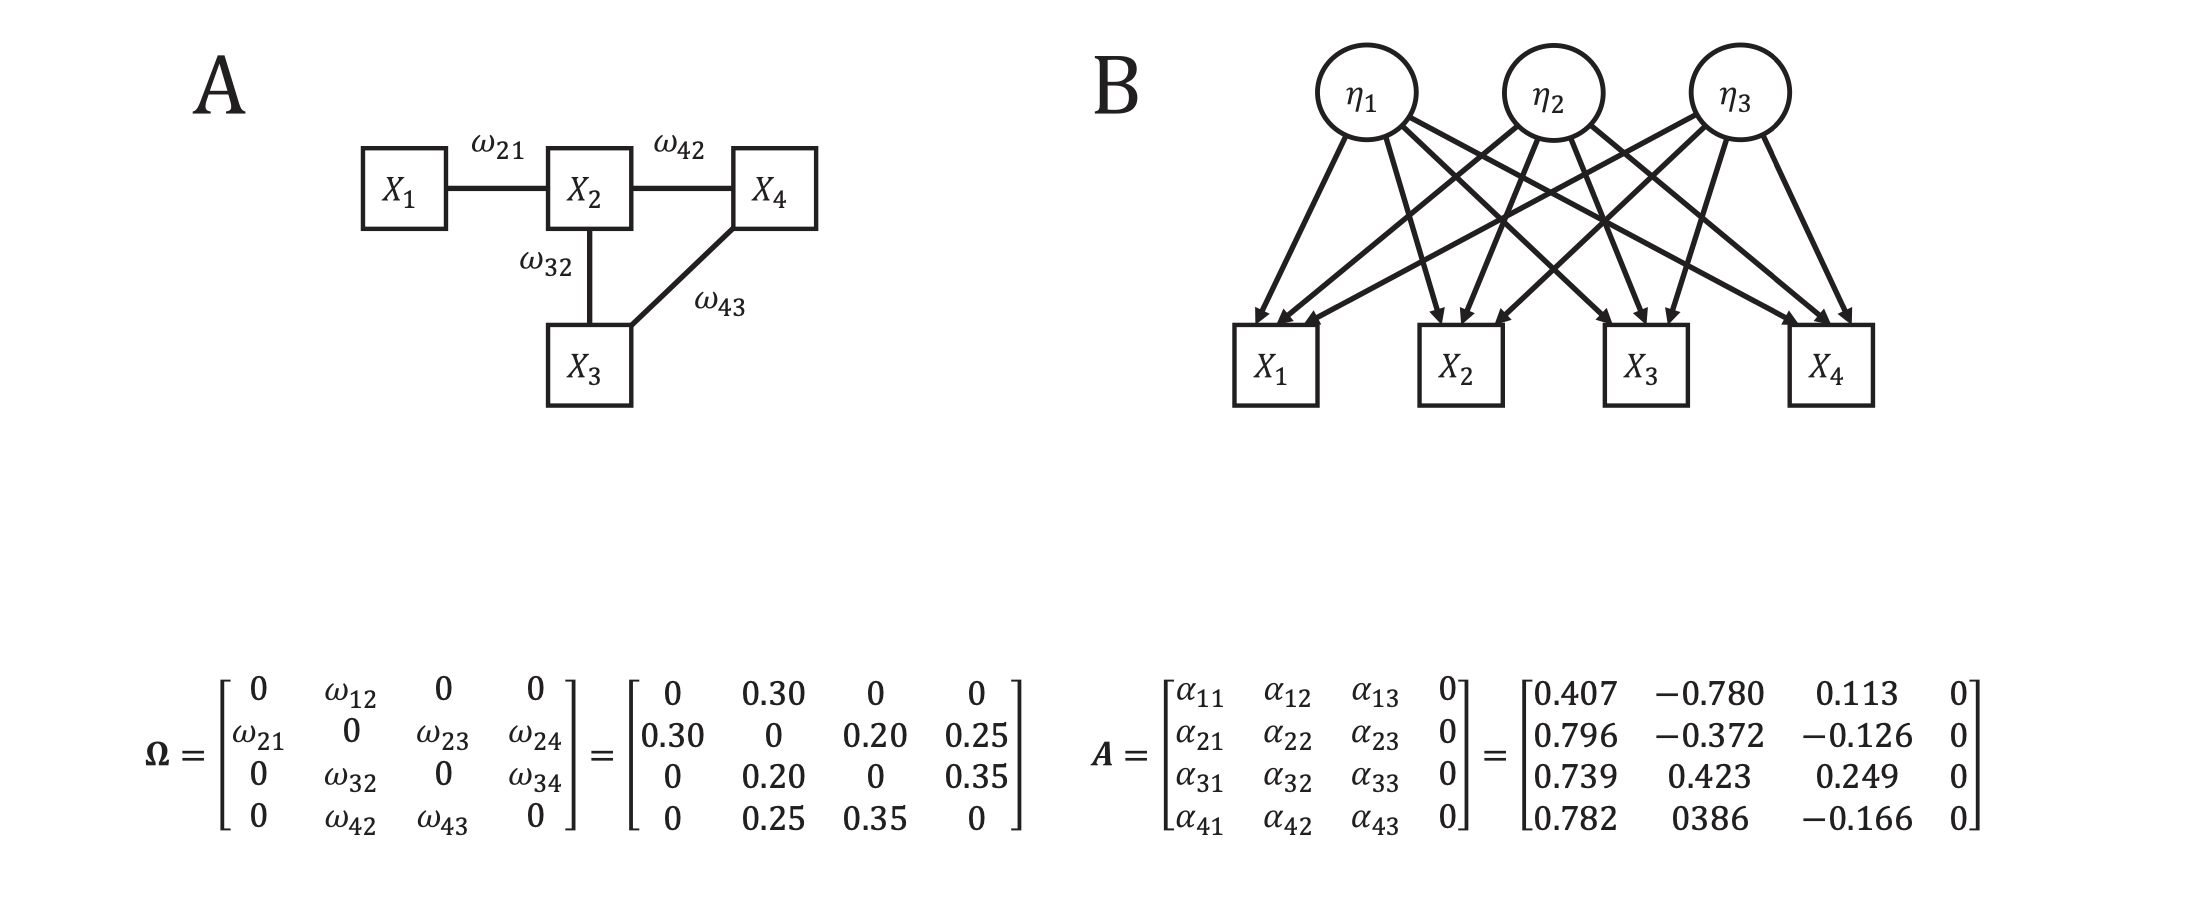 A
X₁ ω₂₁ X₂ ω₄₂ X₄
ω₃₂
ω₄₃
X₃
B
η₁ η₂ η₃
X₁ X₂ X₃ X₄
Ω = [0 ω₁₂ 0 0] = [0 0.30 0 0]
[ω₂₁ 0 ω₂₃ ω₂₄] [0.30 0 0.20 0.25]
[0 ω₃₂ 0 ω₃₄] [0 0.20 0 0.35]
[0 ω₄₂ ω₄₃ 0] [0 0.25 0.35 0]
A = [α₁₁ α₁₂ α₁₃ 0] = [0.407 −0.780 0.113 0]
[α₂₁ α₂₂ α₂₃ 0] [0.796 −0.372 −0.126 0]
[α₃₁ α₃₂ α₃₃ 0] [0.739 0.423 0.249 0]
[α₄₁ α₄₂ α₄₃ 0] [0.782 0386 −0.166 0]